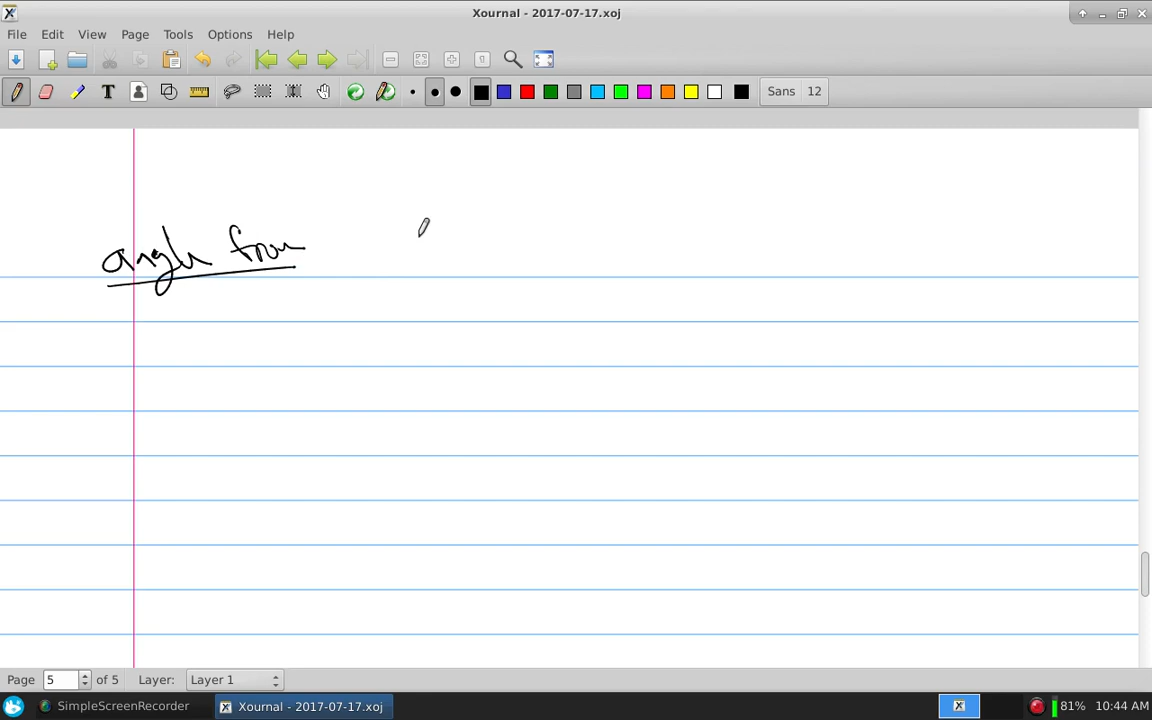 Xournal - 2017-07-17.xoj
File Edit View Page Tools Options Help
T Sans 12
angle from
Page 5 of 5 Layer: Layer 1
SimpleScreenRecorder Xournal - 2017-07-17.xoj 81% 10:44 AM